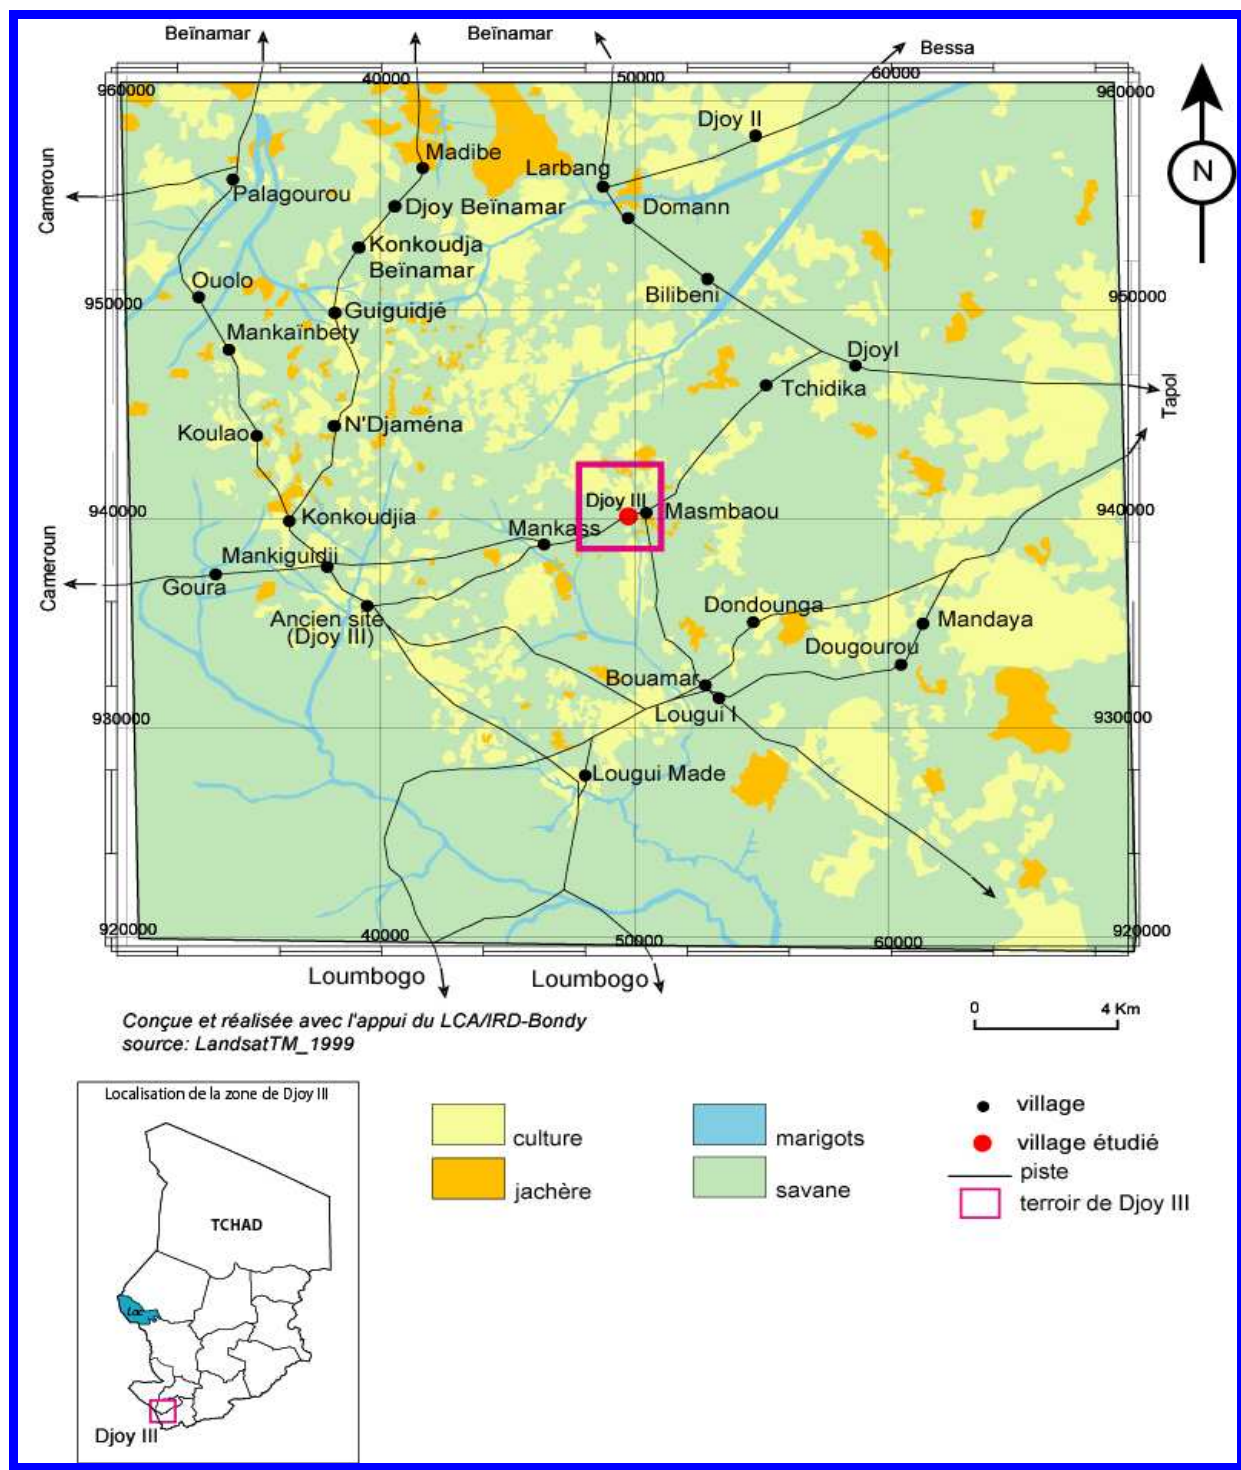 Beïnamar
Beïnamar
Bessa
40000
50000
60000
960000
960000
Djoy II
Madibe
Larbang
N
Cameroun
Palagourou
Djoy Beïnamar
Domann
Konkoudja
Beïnamar
Ouolo
Bilibeni
950000
950000
Guiguidjé
Mankaïnbety
DjoyI
Tchidika
Tapol
Koulao
N'Djaména
Djoy III
940000
940000
Konkoudjia
Masmbaou
Mankass
Cameroun
Mankiguidji
Goura
Dondounga
Ancien site
(Djoy III)
Mandaya
Dougourou
Bouamar
Lougui I
930000
930000
Lougui Made
920000
920000
40000
50000
60000
Loumbogo
Loumbogo
Conçue et réalisée avec l'appui du LCA/IRD-Bondy
source: LandsatTM_1999
0
4 Km
Localisation de la zone de Djoy III
TCHAD
Lac
Djoy III
culture
jachère
marigots
savane
village
village étudié
piste
terroir de Djoy III